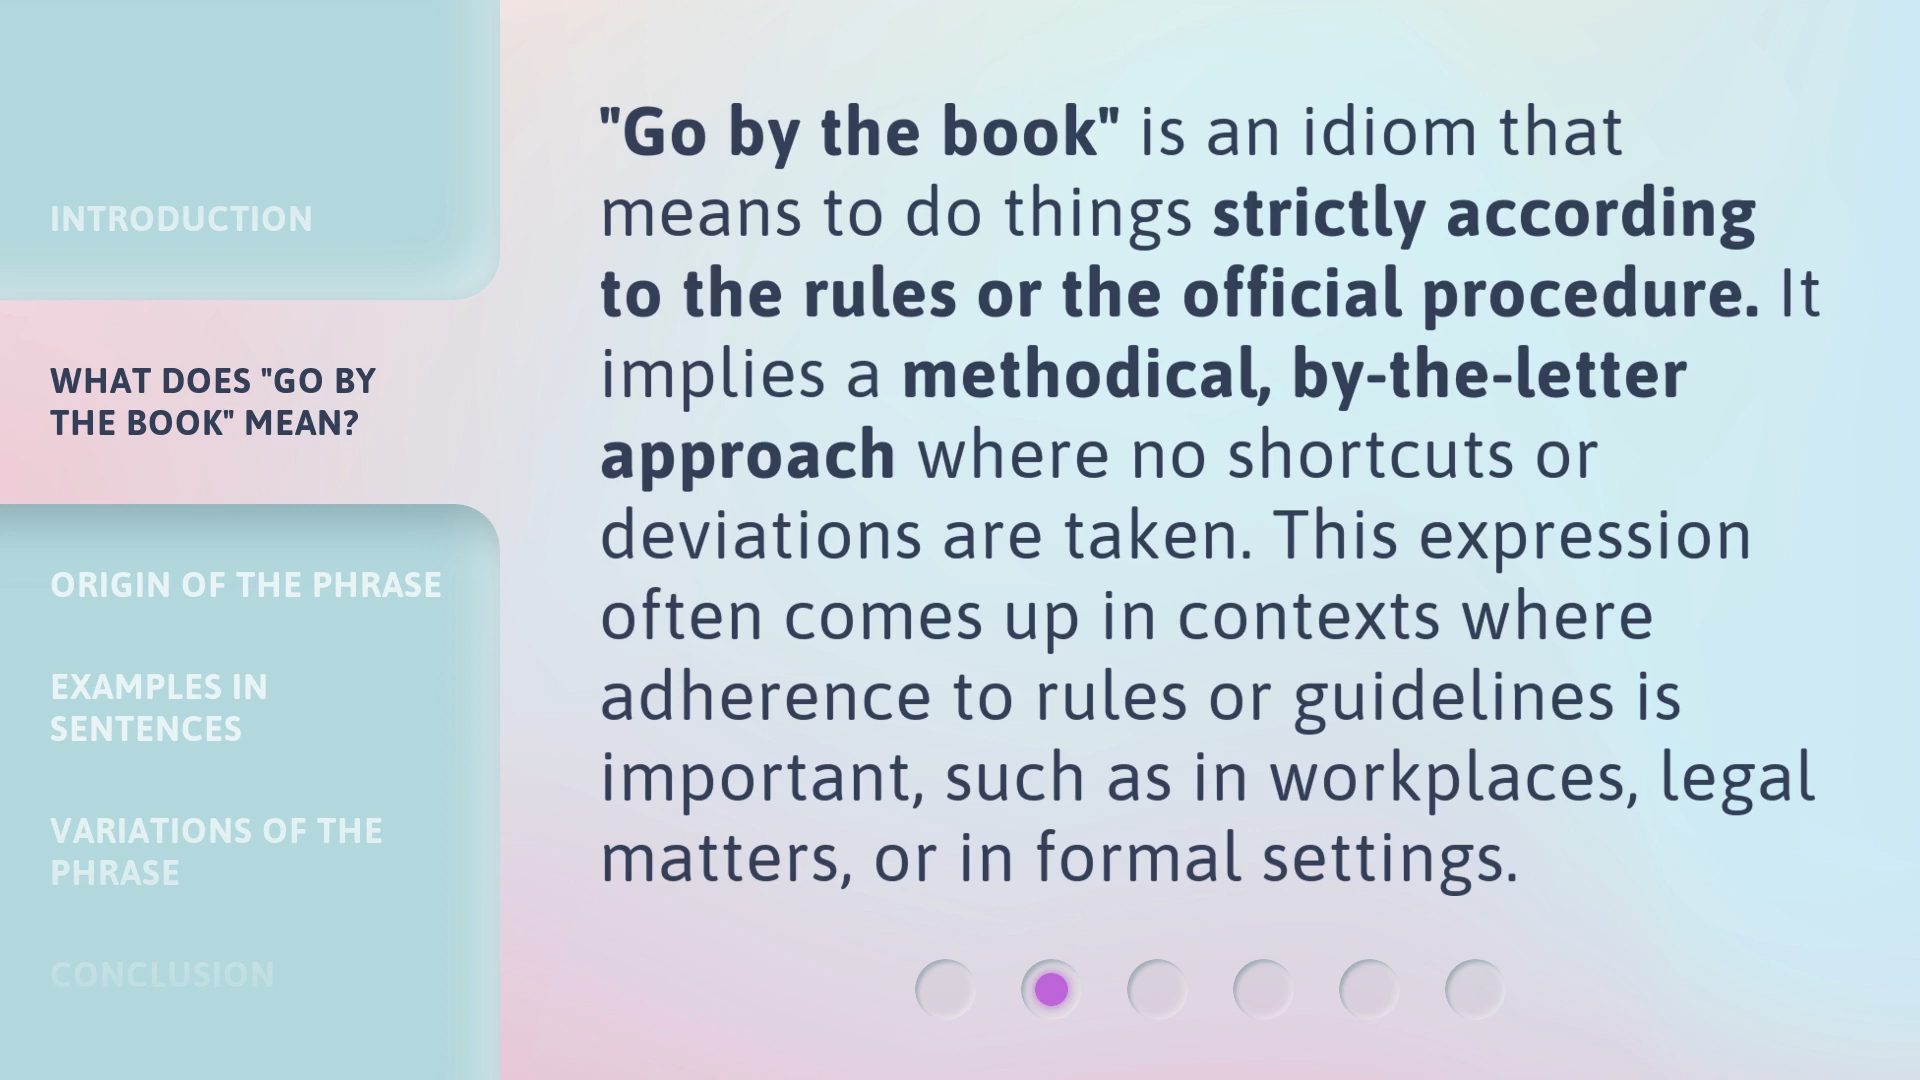 INTRODUCTION
WHAT DOES "GO BY
THE BOOK" MEAN?
ORIGIN OF THE PHRASE
EXAMPLES IN
SENTENCES
VARIATIONS OF THE
PHRASE
CONCLUSION
"Go by the book" is an idiom that
means to do things strictly according
to the rules or the official procedure. It
implies a methodical, by-the-letter
approach where no shortcuts or
deviations are taken. This expression
often comes up in contexts where
adherence to rules or guidelines is
important, such as in workplaces, legal
matters, or in formal settings.